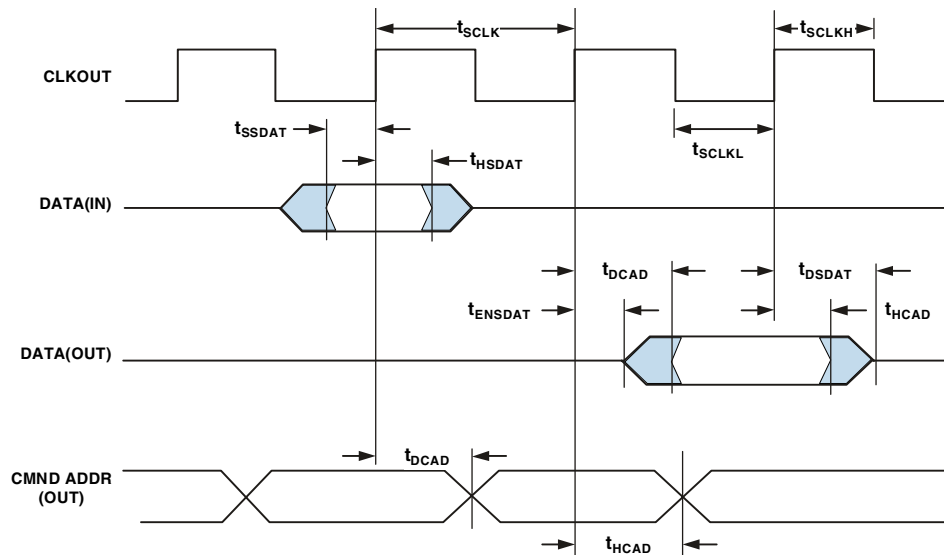 tSCLK
tSCLKH
CLKOUT
tSSDAT
tSCLKL
tHSDAT
DATA(IN)
tDCAD
tDSDAT
tENSDAT
tHCAD
DATA(OUT)
tDCAD
CMND ADDR
(OUT)
tHCAD